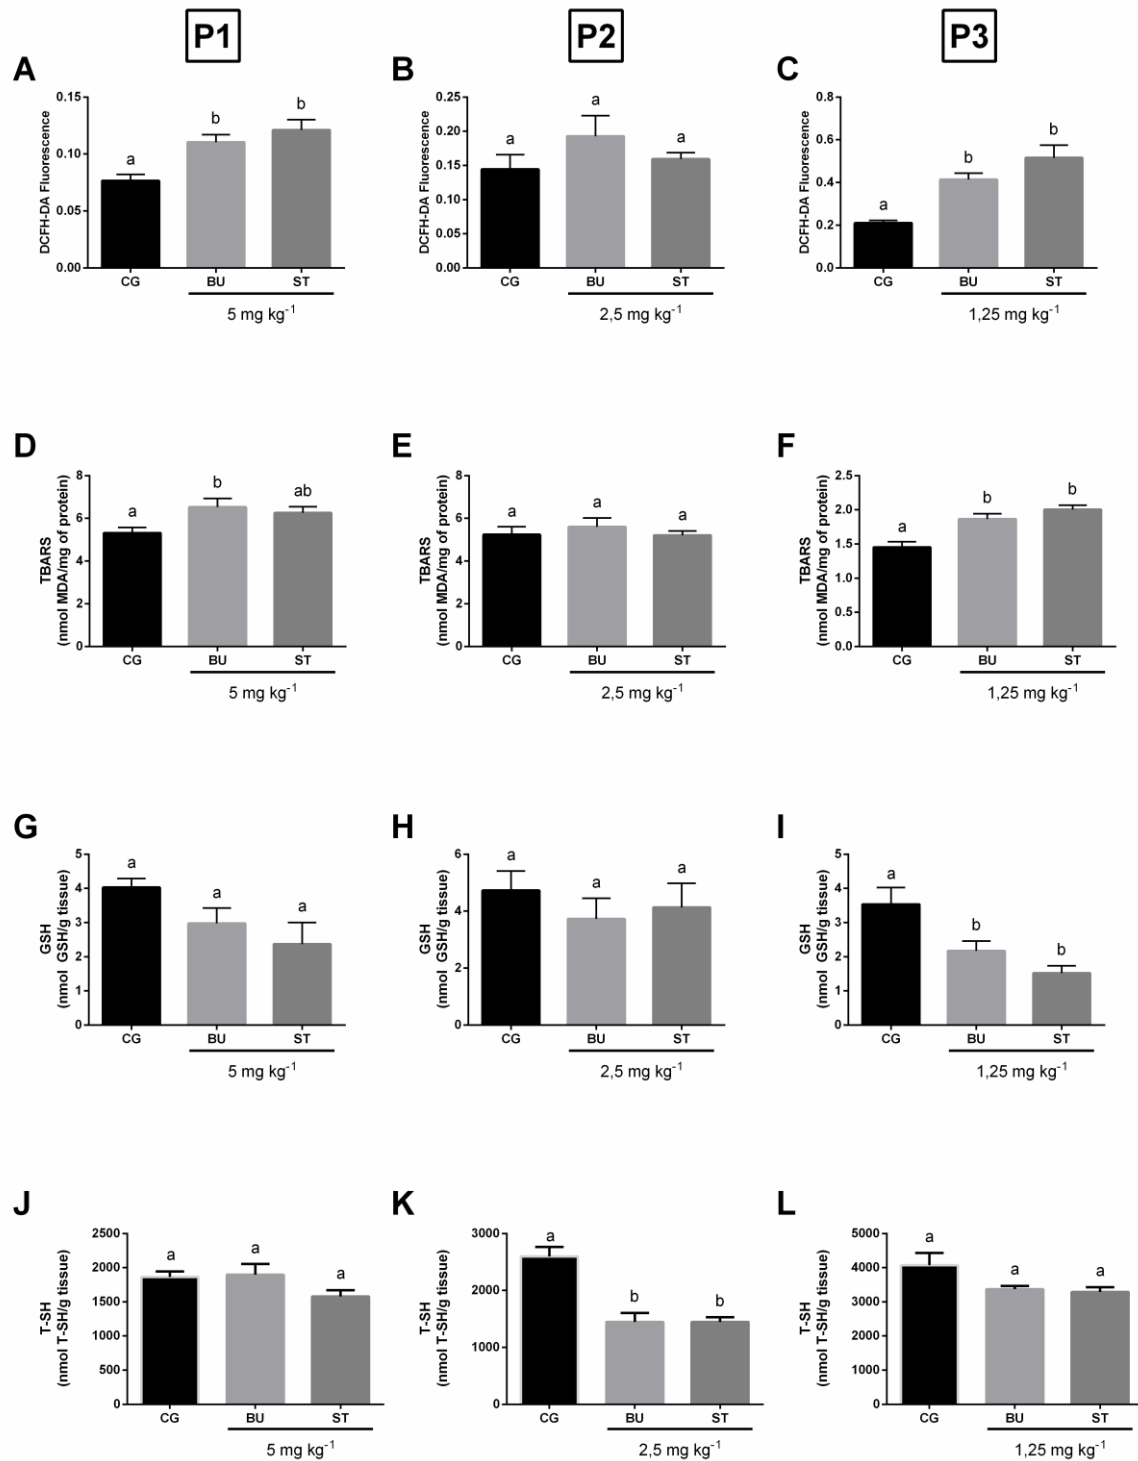 P1
P2
P3
A
DCFH-DA Fluorescence
0.15
0.10
0.05
0.00
a
b
b
CG
BU
ST
5 mg kg⁻¹
B
DCFH-DA Fluorescence
0.25
0.20
0.15
0.10
0.05
0.00
a
a
a
CG
BU
ST
2,5 mg kg⁻¹
C
DCFH-DA Fluorescence
0.8
0.6
0.4
0.2
0.0
a
b
b
CG
BU
ST
1,25 mg kg⁻¹
D
TBARS
(nmol MDA/mg of protein)
8
6
4
2
0
a
b
ab
CG
BU
ST
5 mg kg⁻¹
E
TBARS
(nmol MDA/mg of protein)
8
6
4
2
0
a
a
a
CG
BU
ST
2,5 mg kg⁻¹
F
TBARS
(nmol MDA/mg of protein)
2.5
2.0
1.5
1.0
0.5
0.0
a
b
b
CG
BU
ST
1,25 mg kg⁻¹
G
GSH
(nmol GSH/g tissue)
5
4
3
2
1
0
a
a
a
CG
BU
ST
5 mg kg⁻¹
H
GSH
(nmol GSH/g tissue)
6
4
2
0
a
a
a
CG
BU
ST
2,5 mg kg⁻¹
I
GSH
(nmol GSH/g tissue)
5
4
3
2
1
0
a
b
b
CG
BU
ST
1,25 mg kg⁻¹
J
T-SH
(nmol T-SH/g tissue)
2500
2000
1500
1000
500
0
a
a
a
CG
BU
ST
5 mg kg⁻¹
K
T-SH
(nmol T-SH/g tissue)
3000
2000
1000
0
a
b
b
CG
BU
ST
2,5 mg kg⁻¹
L
T-SH
(nmol T-SH/g tissue)
5000
4000
3000
2000
1000
0
a
a
a
CG
BU
ST
1,25 mg kg⁻¹